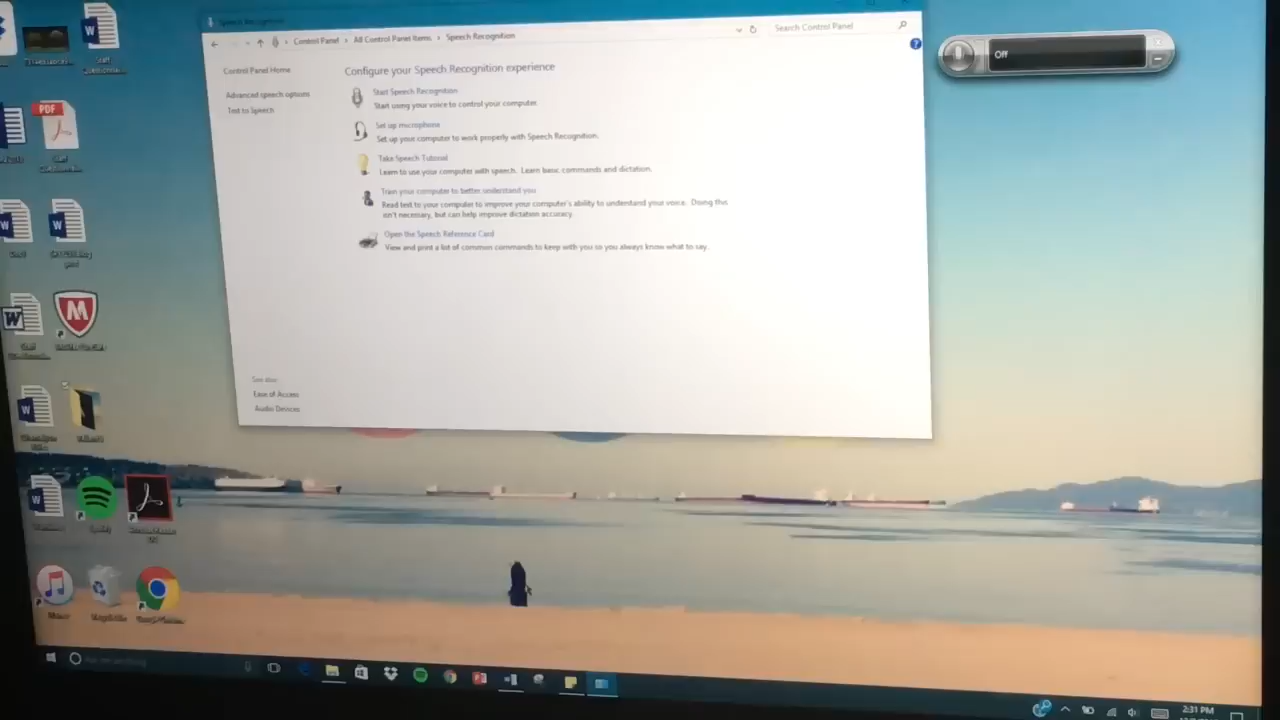 Speech Recognition
Control Panel > All Control Panel Items > Speech Recognition
Search Control Panel
Off
Control Panel Home
Advanced speech options
Text to Speech
Configure your Speech Recognition experience
Start Speech Recognition
Start using your voice to control your computer.
Set up microphone
Set up your computer to work properly with Speech Recognition.
Take Speech Tutorial
Learn to use your computer with speech. Learn basic commands and dictation.
Train your computer to better understand you
Read text to your computer to improve your computer's ability to understand your voice. Doing this
isn't necessary, but can help improve dictation accuracy.
Open the Speech Reference Card
View and print a list of common commands to keep with you so you always know what to say.
See also
Ease of Access
Audio Devices
PDF
Spotify
iTunes
Recycle Bin
2:31 PM